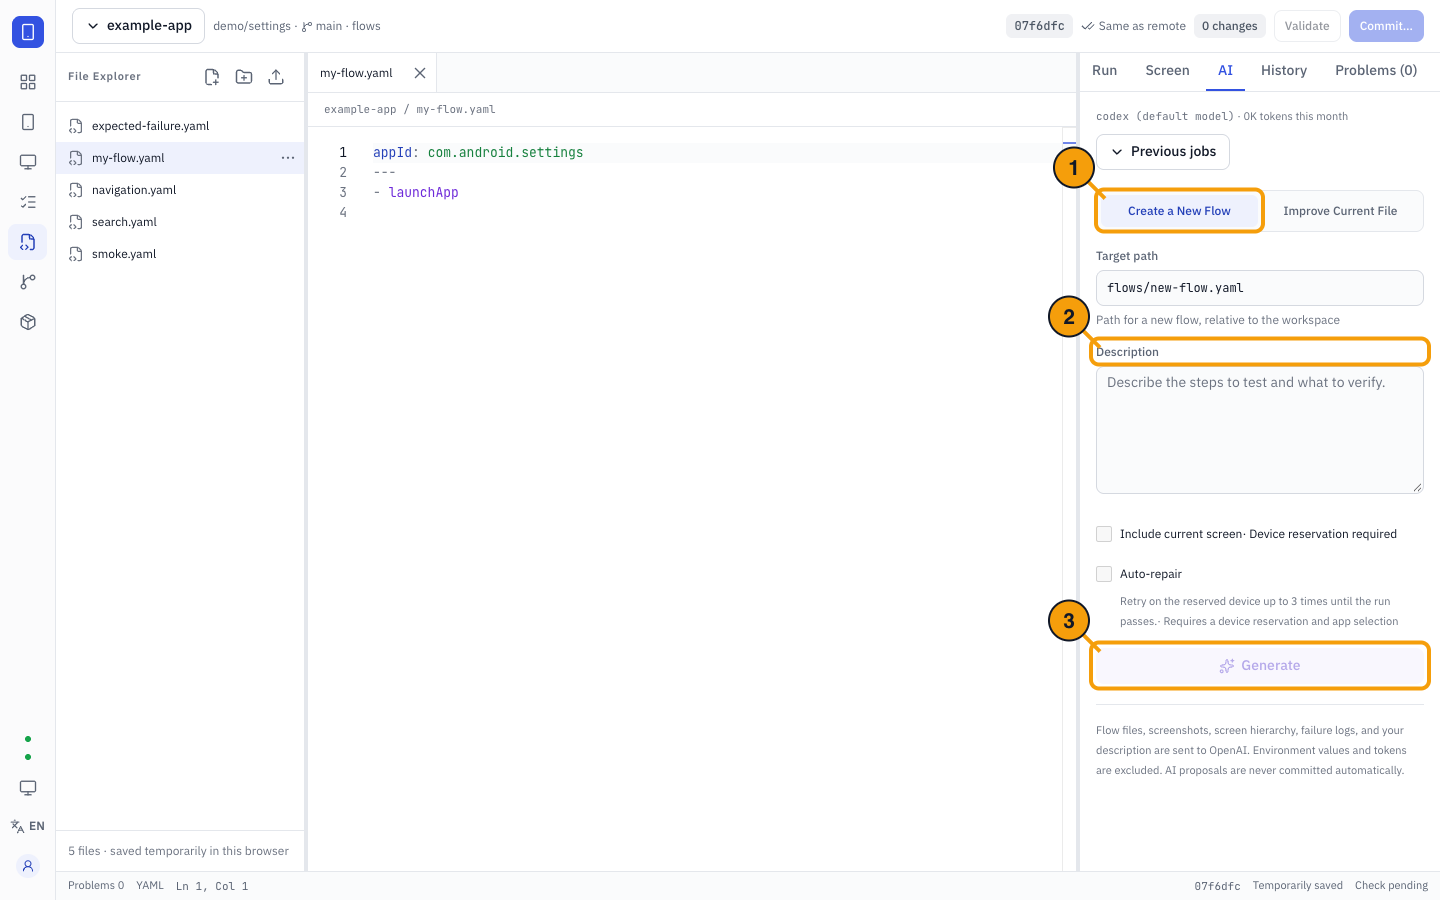 example-app
demo/settings · main · flows
07f6dfc
Same as remote
0 changes
Validate
Commit...
File Explorer
expected-failure.yaml
my-flow.yaml
navigation.yaml
search.yaml
smoke.yaml
5 files · saved temporarily in this browser
EN
my-flow.yaml
example-app / my-flow.yaml
1 appId: com.android.settings
2 ---
3 - launchApp
4
Run
Screen
AI
History
Problems (0)
codex (default model) · 0K tokens this month
Previous jobs
1
Create a New Flow
Improve Current File
Target path
flows/new-flow.yaml
Path for a new flow, relative to the workspace
2
Description
Describe the steps to test and what to verify.
Include current screen· Device reservation required
Auto-repair
Retry on the reserved device up to 3 times until the run
passes.· Requires a device reservation and app selection
3
Generate
Flow files, screenshots, screen hierarchy, failure logs, and your
description are sent to OpenAI. Environment values and tokens
are excluded. AI proposals are never committed automatically.
Problems 0
YAML
Ln 1, Col 1
07f6dfc
Temporarily saved
Check pending